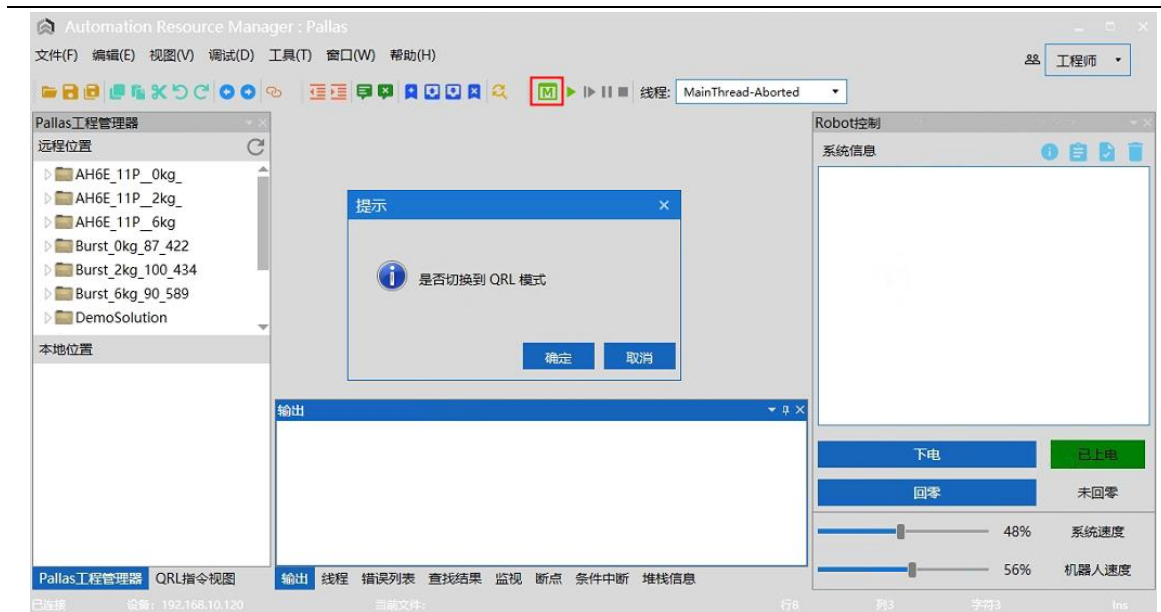 Automation Resource Manager : Pallas
文件(F) 编辑(E) 视图(V) 调试(D) 工具(T) 窗口(W) 帮助(H)
工程师
M 线程: MainThread-Aborted
Pallas工程管理器
远程位置
AH6E_11P__0kg_
AH6E_11P__2kg_
AH6E_11P__6kg
Burst_0kg_87_422
Burst_2kg_100_434
Burst_6kg_90_589
DemoSolution
本地位置
Pallas工程管理器 QRL指令视图
提示
是否切换到 QRL 模式
确定 取消
输出
输出 线程 错误列表 查找结果 监视 断点 条件中断 堆栈信息
Robot控制
系统信息
下电 已上电
回零 未回零
48% 系统速度
56% 机器人速度
已连接 设备: 192.168.10.120 当前文件: 行8 列3 字符3 Ins